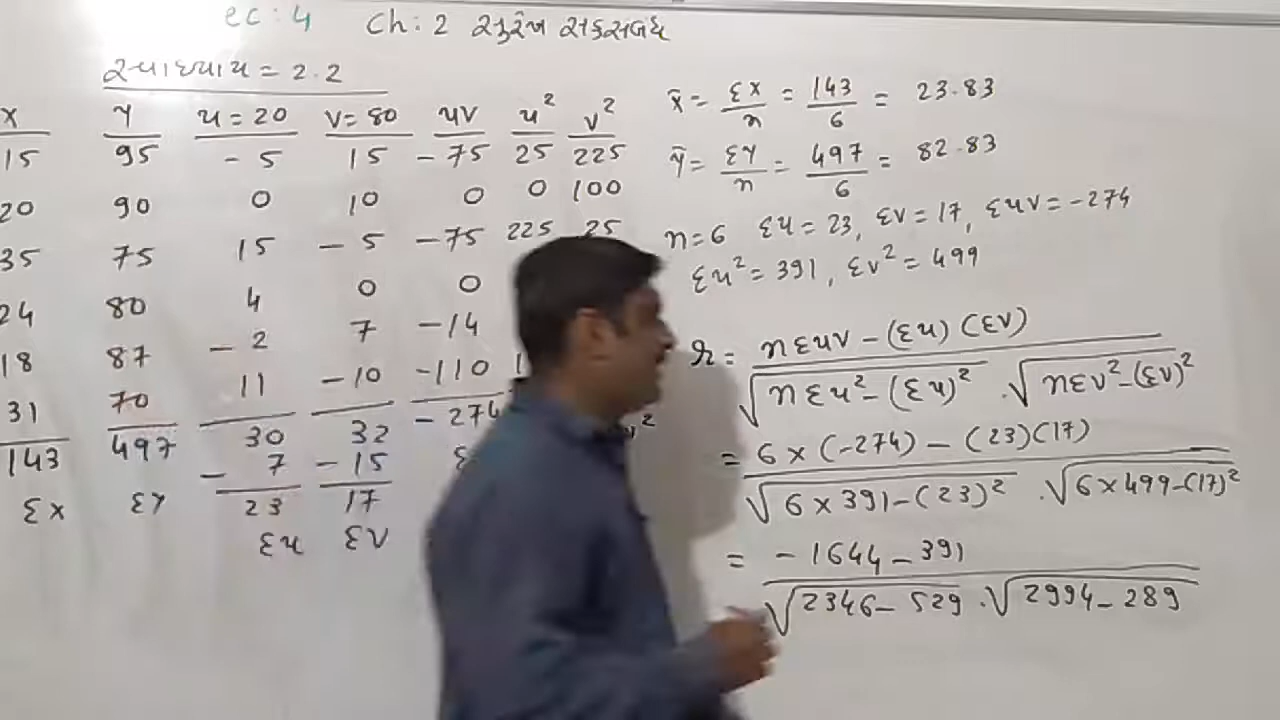 ec: 4 Ch: 2 સુરેખ સહસંબંધ
સ્વાધ્યાય = 2.2
x y u = 20 v = 80 uv u² v²
15 95 - 5 15 - 75 25 225
20 90 0 10 0 0 100
35 75 15 - 5 - 75 225 25
24 80 4 0 0
18 87 - 2 7 - 14
31 70 11 - 10 - 110 1
143 497 30 32 - 274
- 7 - 15
Σx Σy 23 17
Σu Σv
x̄ = Σx/n = 143/6 = 23.83
ȳ = Σy/n = 497/6 = 82.83
n = 6 Σu = 23, Σv = 17, Σuv = -274
Σu² = 391, Σv² = 499
r = nΣuv - (Σu)(Σv) / √nΣu² - (Σu)² . √nΣv² - (Σv)²
= 6 × (-274) - (23)(17) / √6 × 391 - (23)² . √6 × 499 - (17)²
= - 1644 - 391 / √2346 - 529 . √2994 - 289